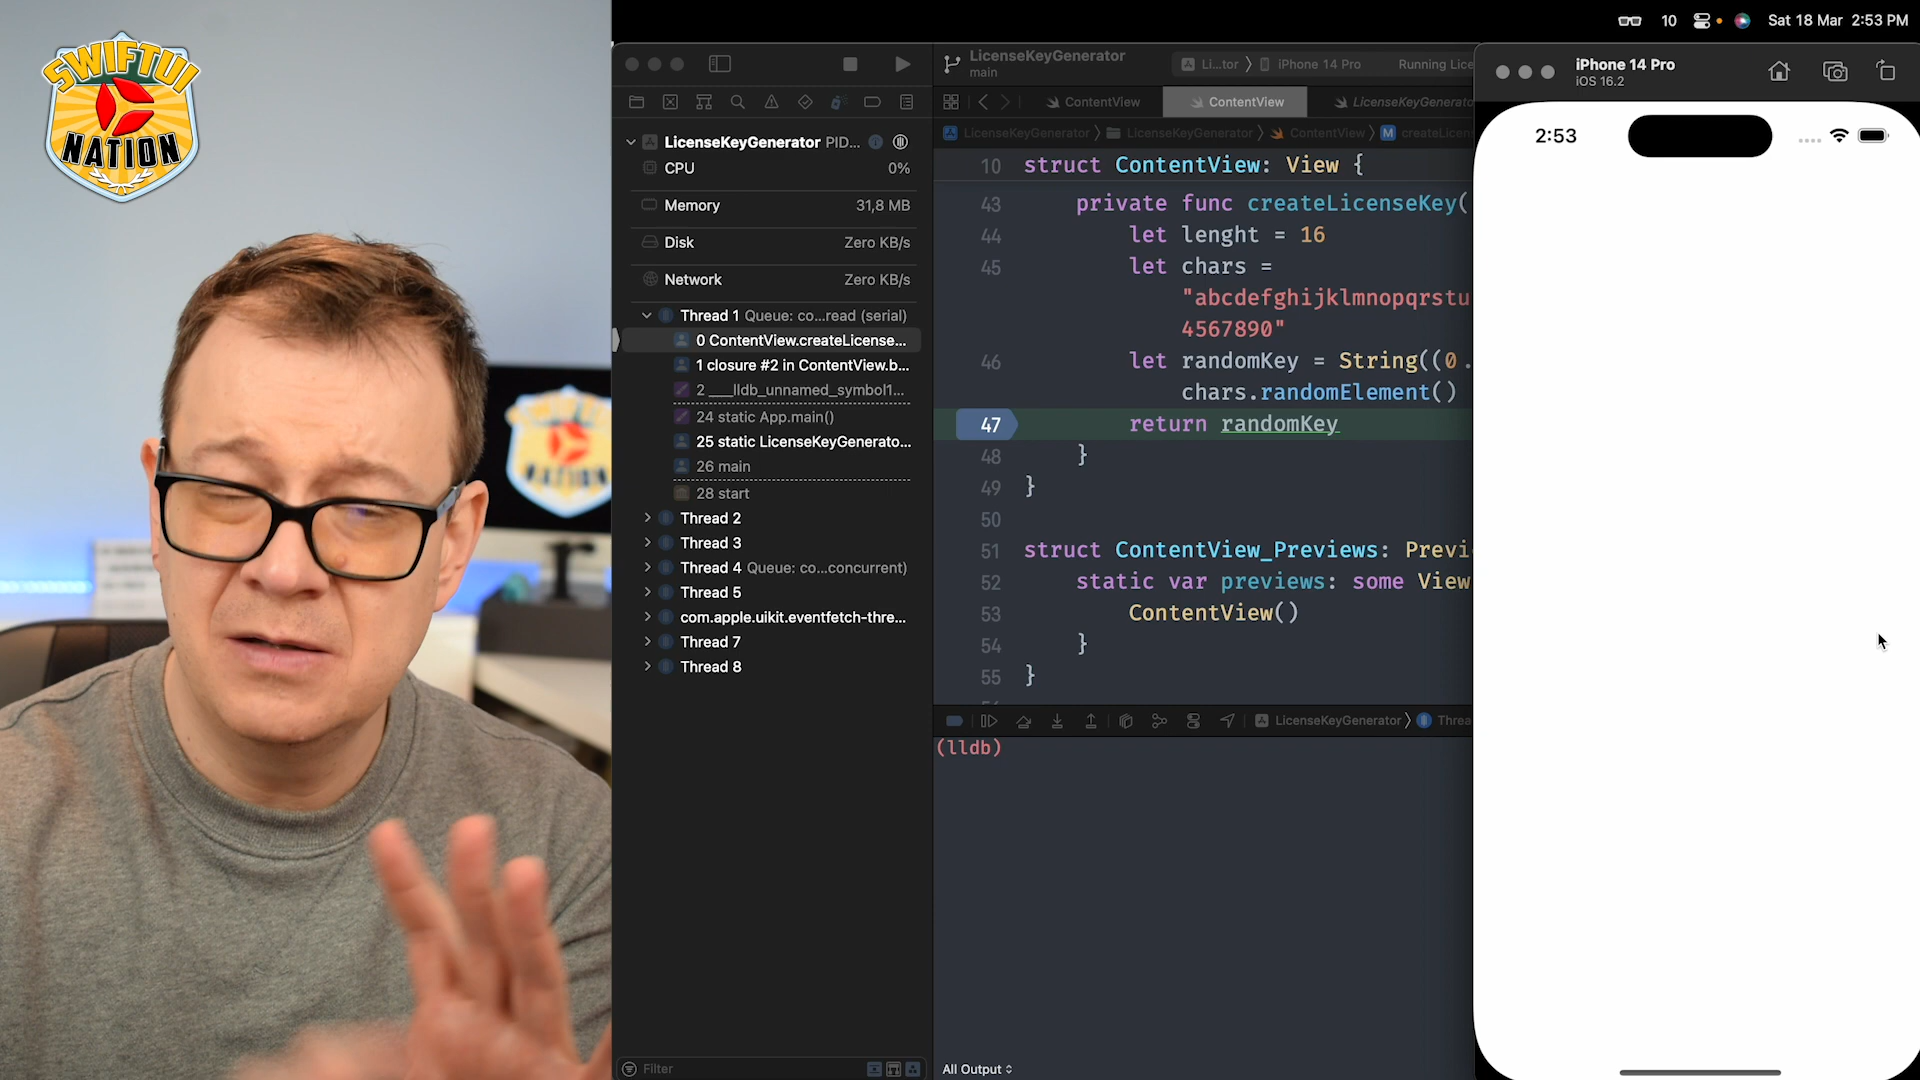 SWIFTUI
NATION
10
Sat 18 Mar 2:53 PM
LicenseKeyGenerator
main
Li...tor
iPhone 14 Pro
Running Lice
ContentView
ContentView
LicenseKeyGenerato
LicenseKeyGenerator
LicenseKeyGenerator
ContentView
M
createLicens
LicenseKeyGenerator PID...
CPU 0%
Memory 31,8 MB
Disk Zero KB/s
Network Zero KB/s
Thread 1 Queue: co...read (serial)
0 ContentView.createLicense...
1 closure #2 in ContentView.b...
2 ___lldb_unnamed_symbol1...
24 static App.main()
25 static LicenseKeyGenerato...
26 main
28 start
Thread 2
Thread 3
Thread 4 Queue: co...concurrent)
Thread 5
com.apple.uikit.eventfetch-thre...
Thread 7
Thread 8
Filter
10 struct ContentView: View {
43 private func createLicenseKey(
44 let lenght = 16
45 let chars =
"abcdefghijklmnopqrstu
4567890"
46 let randomKey = String((0.
chars.randomElement()
47 return randomKey
48 }
49 }
50
51 struct ContentView_Previews: Previ
52 static var previews: some View
53 ContentView()
54 }
55 }
LicenseKeyGenerator
Threa
(lldb)
All Output
iPhone 14 Pro
iOS 16.2
2:53